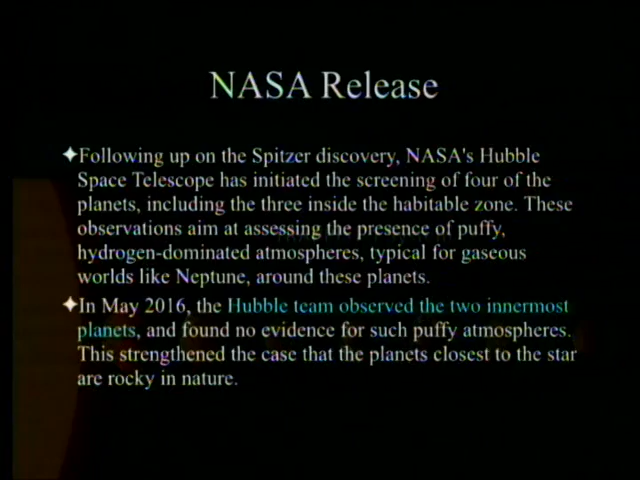 NASA Release
✦Following up on the Spitzer discovery, NASA's Hubble
Space Telescope has initiated the screening of four of the
planets, including the three inside the habitable zone. These
observations aim at assessing the presence of puffy,
hydrogen-dominated atmospheres, typical for gaseous
worlds like Neptune, around these planets.
✦In May 2016, the Hubble team observed the two innermost
planets, and found no evidence for such puffy atmospheres.
This strengthened the case that the planets closest to the star
are rocky in nature.